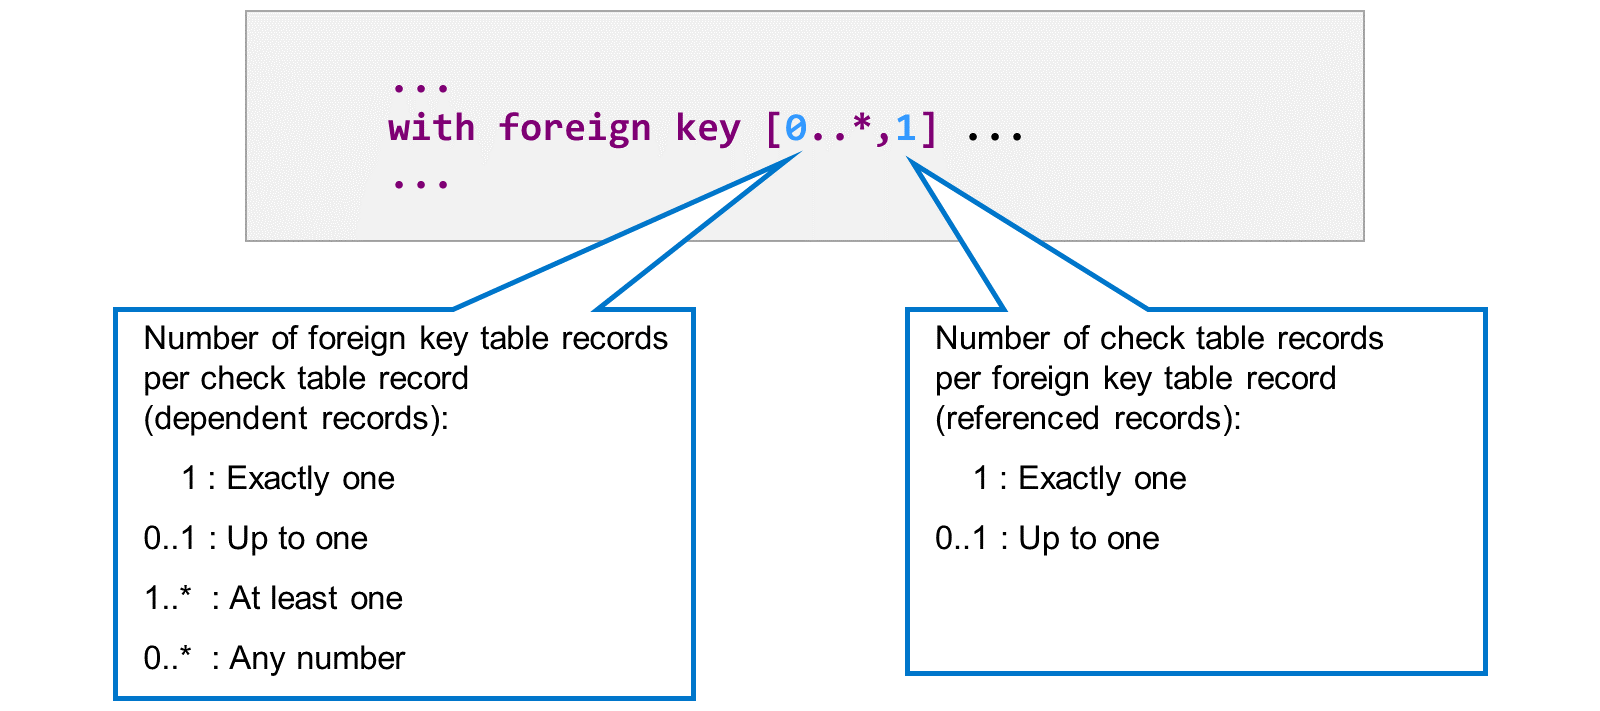 ...
with foreign key [0..*,1] ...
...
Number of foreign key table records
per check table record
(dependent records):
1 : Exactly one
0..1 : Up to one
1..* : At least one
0..* : Any number
Number of check table records
per foreign key table record
(referenced records):
1 : Exactly one
0..1 : Up to one